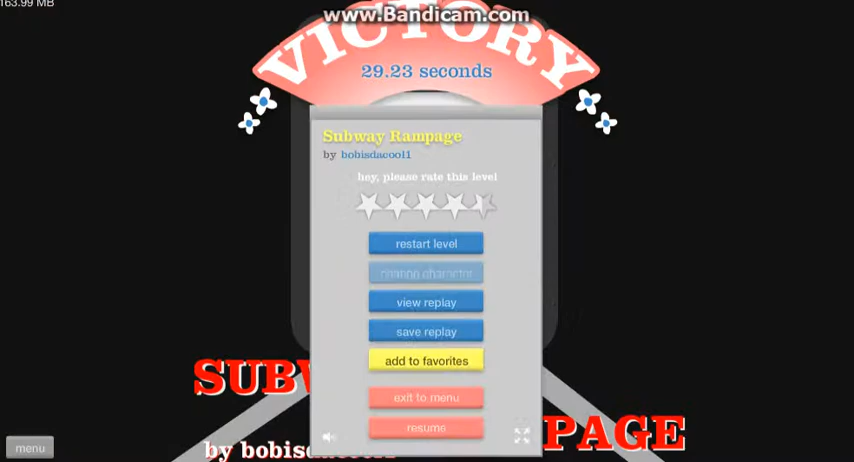 163.99 MB
www.Bandicam.com
VICTORY
29.23 seconds
Subway Rampage
by bobisdacool1
hey, please rate this level
restart level
change character
view replay
save replay
add to favorites
exit to menu
resume
SUBW
PAGE
by bobisdacool1
menu